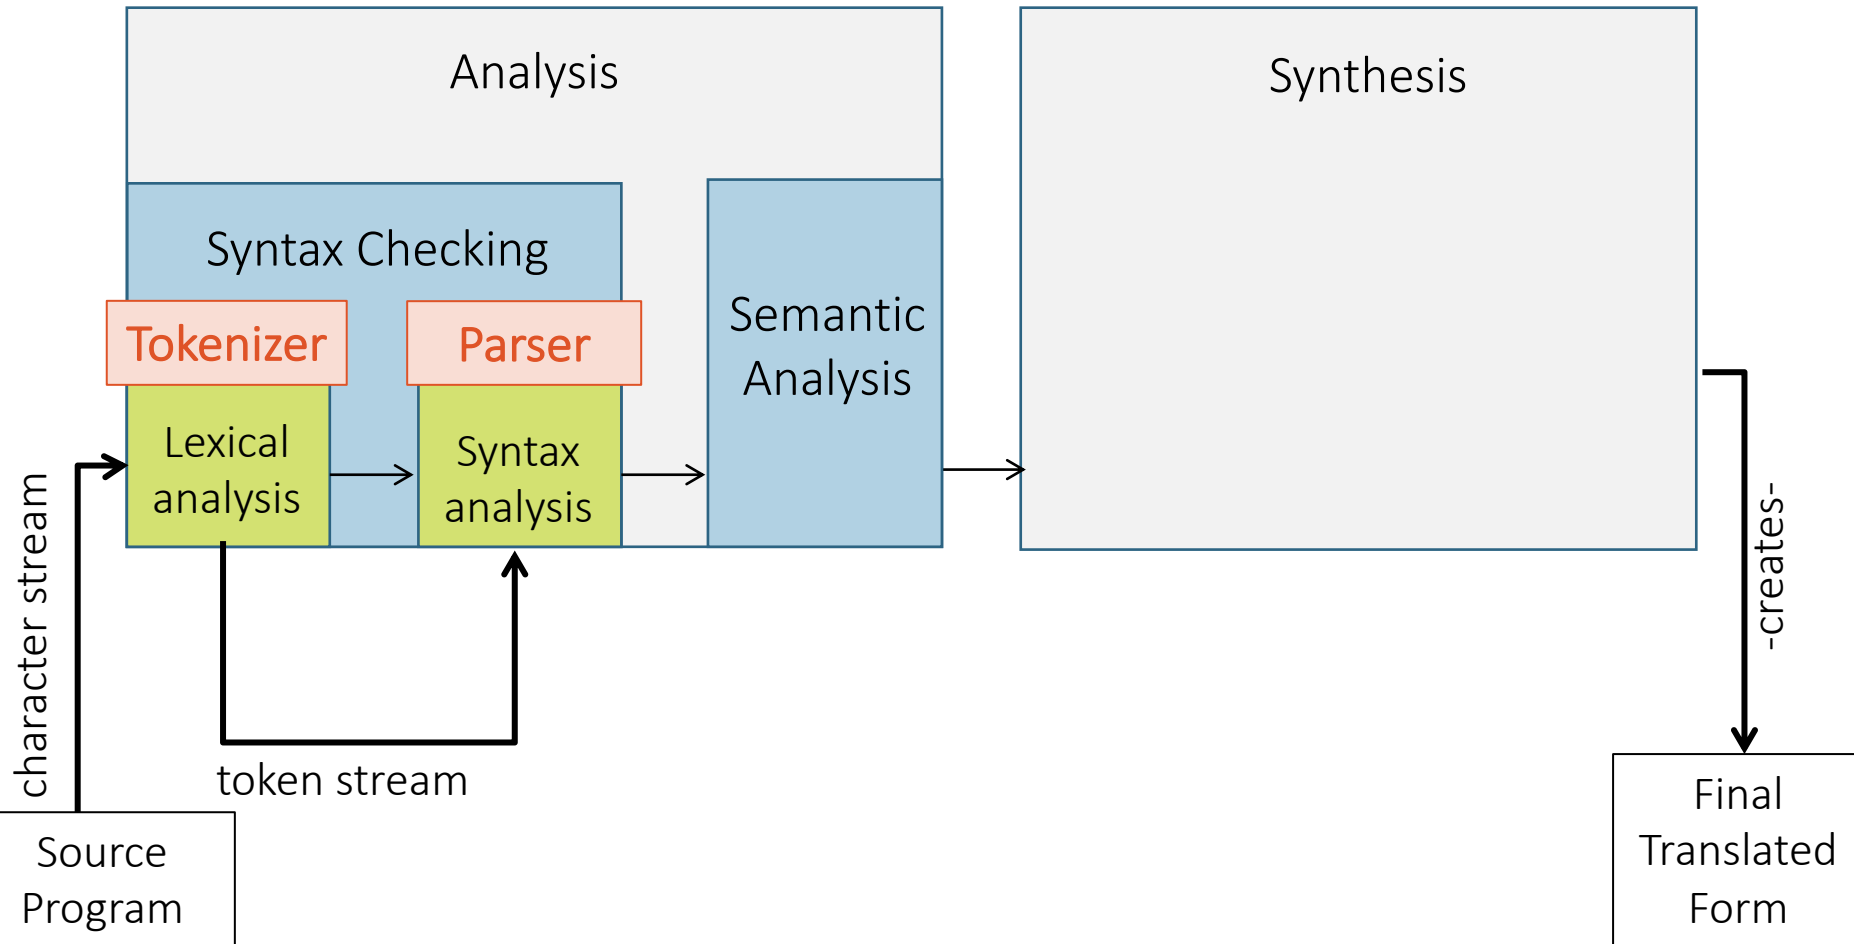 Analysis
Synthesis
Syntax Checking
Tokenizer
Parser
Semantic
Analysis
Lexical
analysis
Syntax
analysis
character stream
token stream
-creates-
Source
Program
Final
Translated
Form